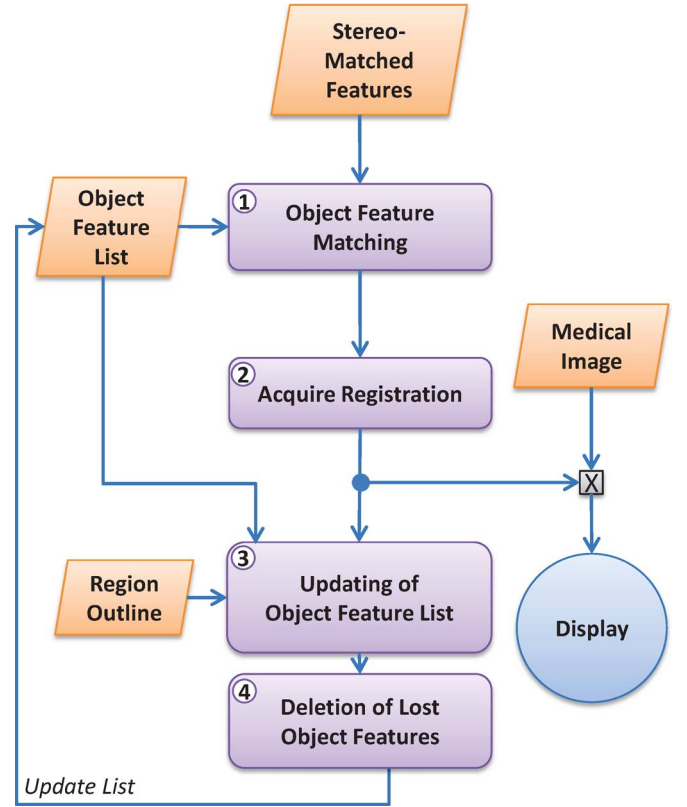 Stereo-
Matched
Features
Object
Feature
List
1
Object Feature
Matching
Medical
Image
2
Acquire Registration
X
3
Updating of
Object Feature List
Region
Outline
Display
4
Deletion of Lost
Object Features
Update List